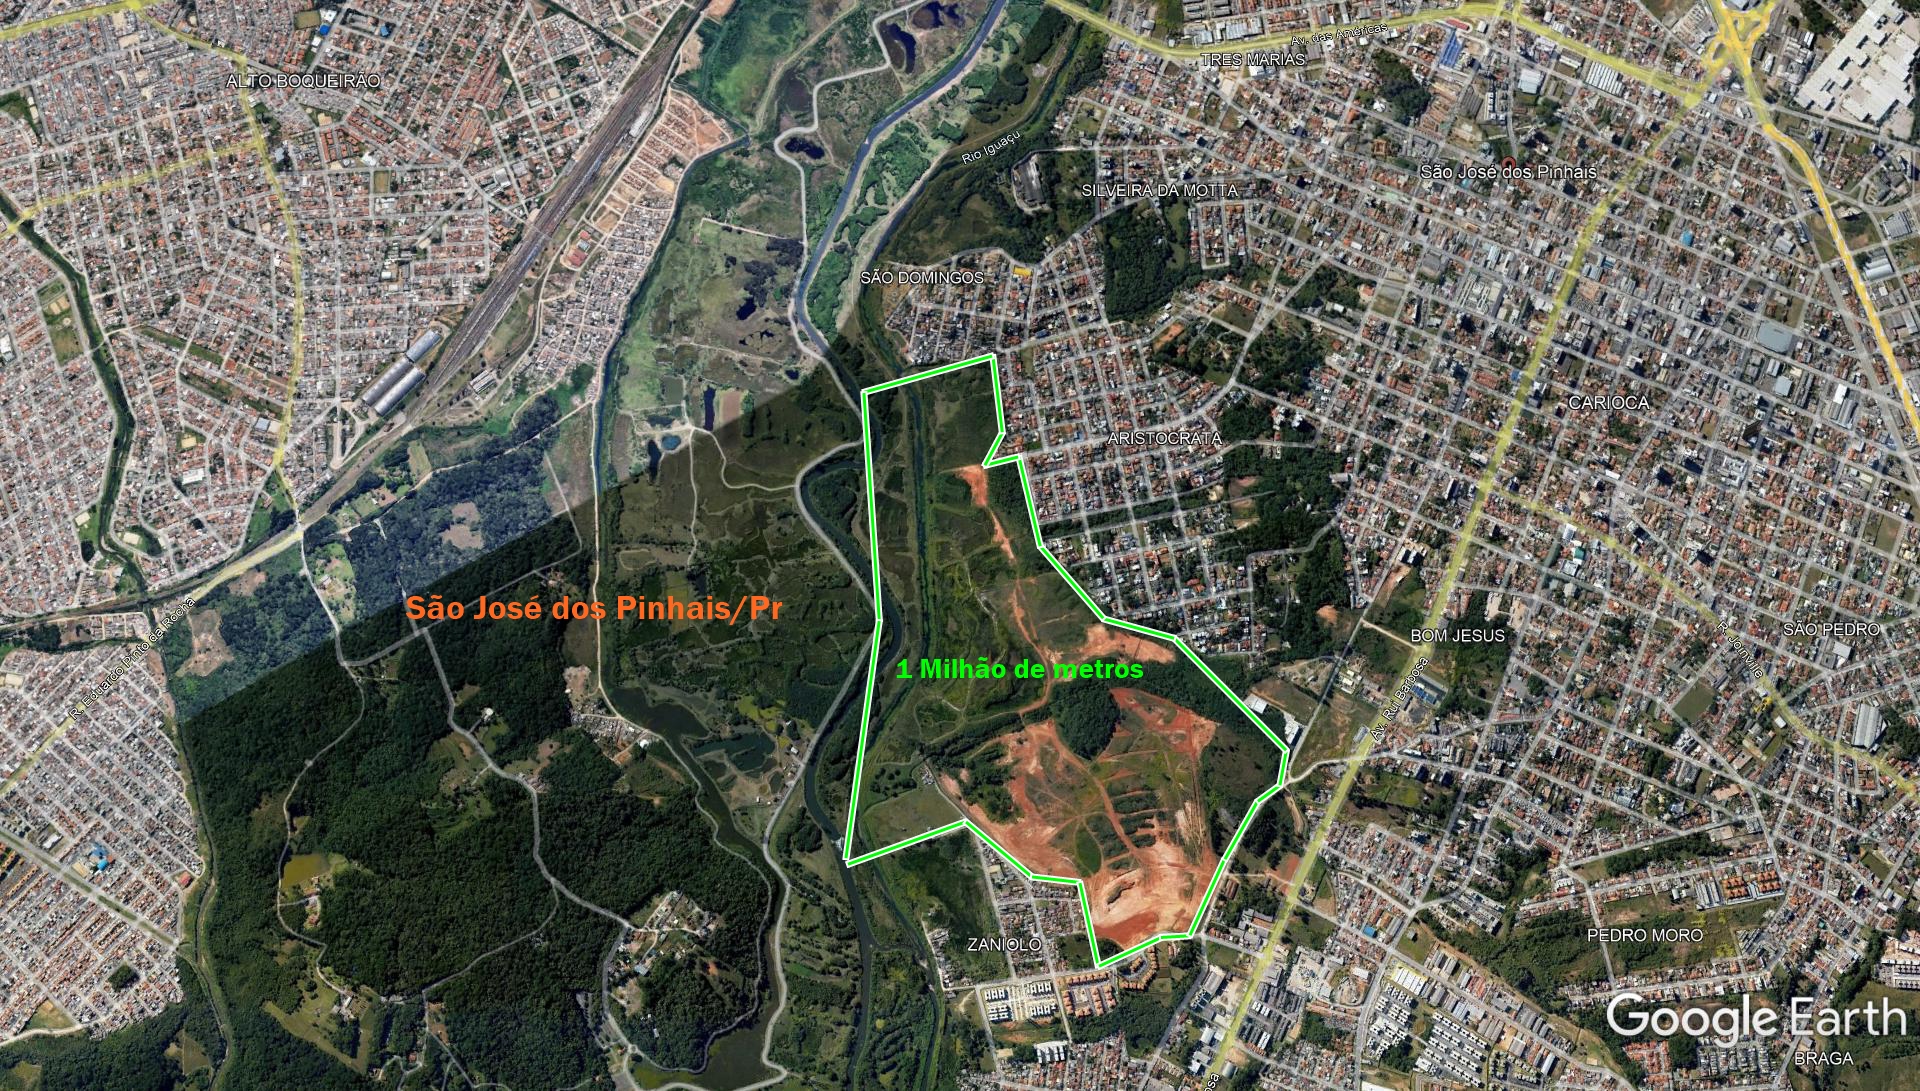 Av. das Américas
TRES MARIAS
ALTO BOQUEIRÃO
Rio Iguaçu
São José dos Pinhais
SILVEIRA DA MOTTA
SÃO DOMINGOS
CARIOCA
ARISTOCRATA
São José dos Pinhais/Pr
R. Eduardo Pinto da Rocha
BOM JESUS
SÃO PEDRO
R. Joinville
1 Milhão de metros
Av. Rui Barbosa
ZANIOLO
PEDRO MORO
Google Earth
BRAGA